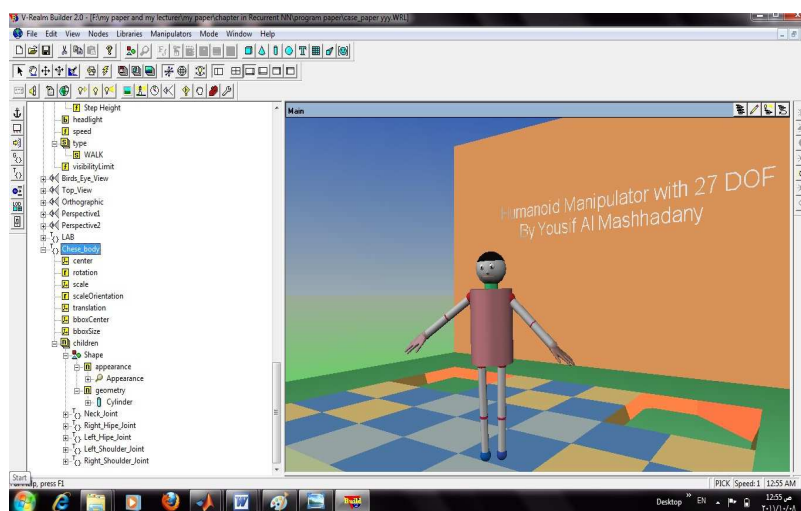 V-Realm Builder 2.0 - [F:\my paper and my lecturer\my paper\chapter in Recurrent NN\program paper\case_paper yyy.WRL]
File Edit View Nodes Libraries Manipulators Mode Window Help
Step Height
headlight
speed
type
WALK
visibilityLimit
Birds_Eye_View
Top_View
Orthographic
Perspective1
Perspective2
LAB
Chese_body
center
rotation
scale
scaleOrientation
translation
bboxCenter
bboxSize
children
Shape
appearance
Appearance
geometry
Cylinder
Neck_Joint
Right_Hipe_Joint
Left_Hipe_Joint
Left_Shoulder_Joint
Right_Shoulder_Joint
Main
Humanoid Manipulator with 27 DOF
By Yousif Al Mashhadany
Start
press F1
PICK Speed: 1 12:55 AM
Desktop EN
12:55 ص
٢٠١١/١٠/٠٨